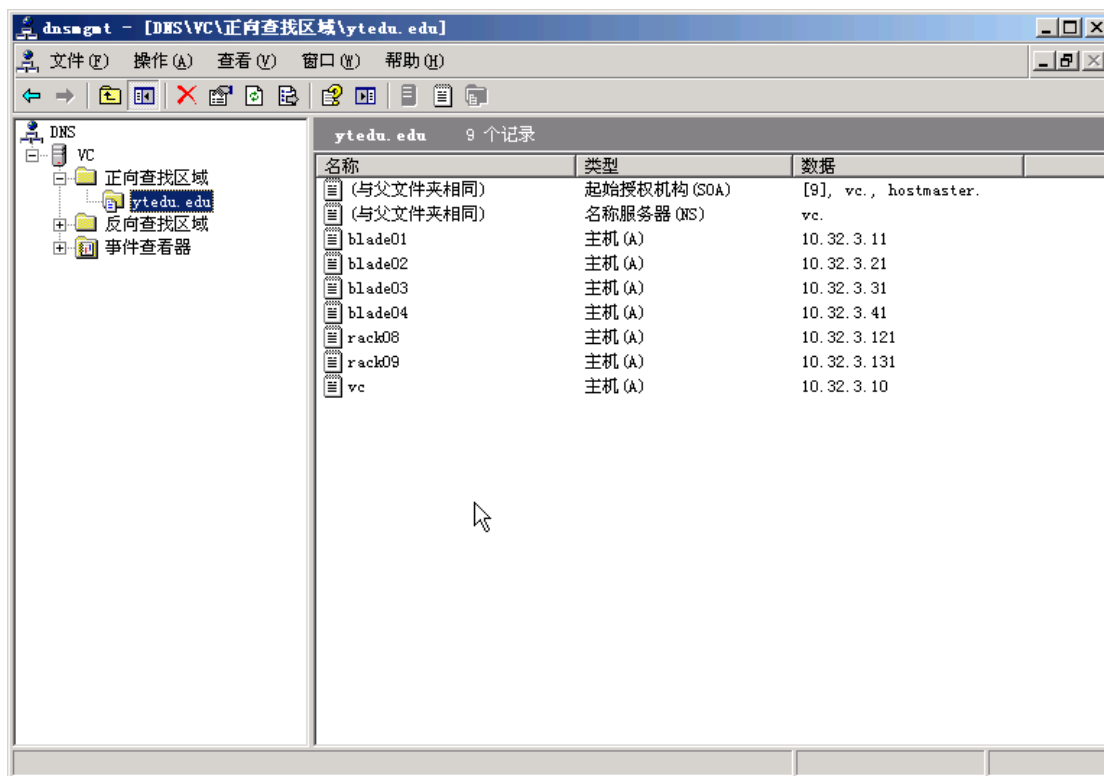 dnsmgmt - [DNS\VC\正向查找区域\ytedu.edu]
文件(F) 操作(A) 查看(V) 窗口(W) 帮助(H)
DNS
VC
正向查找区域
ytedu.edu
反向查找区域
事件查看器
ytedu.edu 9 个记录
名称 类型 数据
(与父文件夹相同) 起始授权机构(SOA) [9], vc., hostmaster.
(与父文件夹相同) 名称服务器(NS) vc.
blade01 主机(A) 10.32.3.11
blade02 主机(A) 10.32.3.21
blade03 主机(A) 10.32.3.31
blade04 主机(A) 10.32.3.41
rack08 主机(A) 10.32.3.121
rack09 主机(A) 10.32.3.131
vc 主机(A) 10.32.3.10